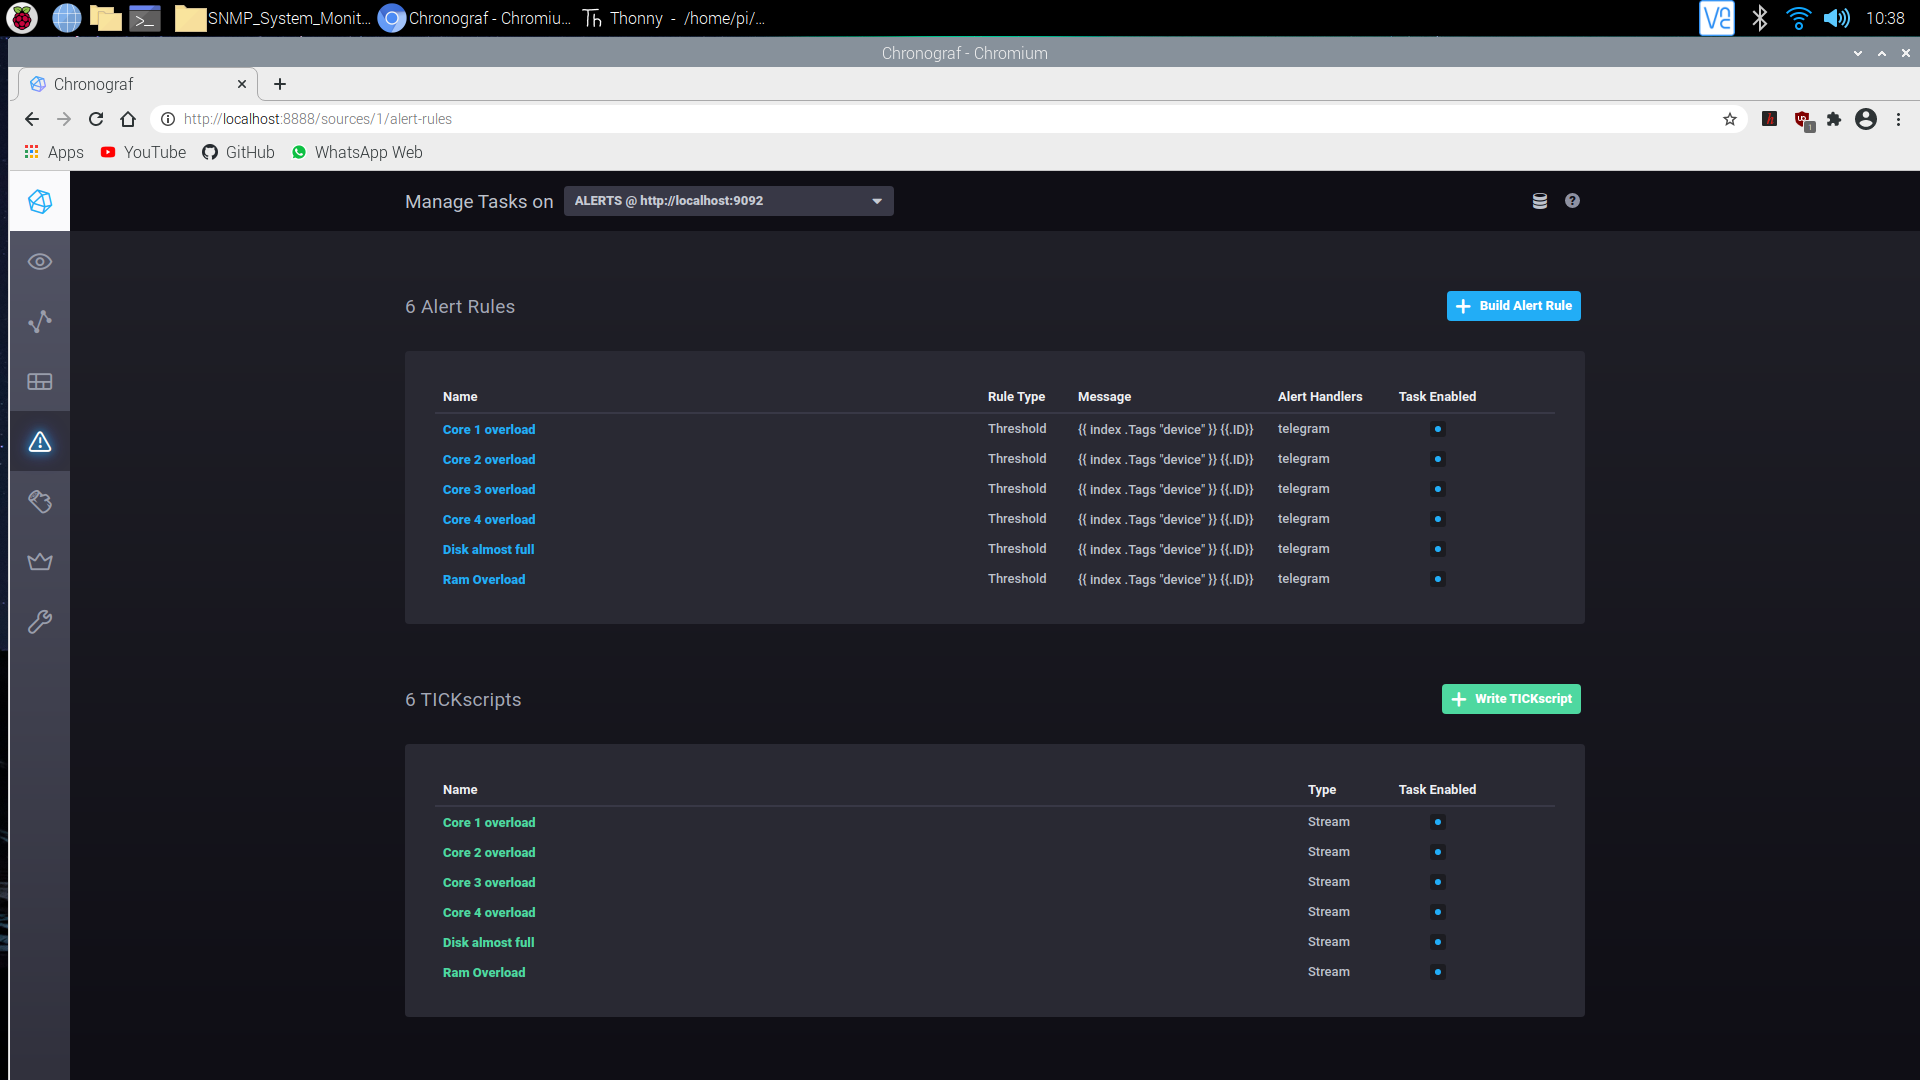 SNMP_System_Monit... Chronograf - Chromiu... Th Thonny - /home/pi/... 10:38
Chronograf - Chromium
Chronograf
http://localhost:8888/sources/1/alert-rules
Apps YouTube GitHub WhatsApp Web
Manage Tasks on ALERTS @ http://localhost:9092
6 Alert Rules + Build Alert Rule
Name Rule Type Message Alert Handlers Task Enabled
Core 1 overload Threshold {{ index .Tags "device" }} {{.ID}} telegram
Core 2 overload Threshold {{ index .Tags "device" }} {{.ID}} telegram
Core 3 overload Threshold {{ index .Tags "device" }} {{.ID}} telegram
Core 4 overload Threshold {{ index .Tags "device" }} {{.ID}} telegram
Disk almost full Threshold {{ index .Tags "device" }} {{.ID}} telegram
Ram Overload Threshold {{ index .Tags "device" }} {{.ID}} telegram
6 TICKscripts + Write TICKscript
Name Type Task Enabled
Core 1 overload Stream
Core 2 overload Stream
Core 3 overload Stream
Core 4 overload Stream
Disk almost full Stream
Ram Overload Stream